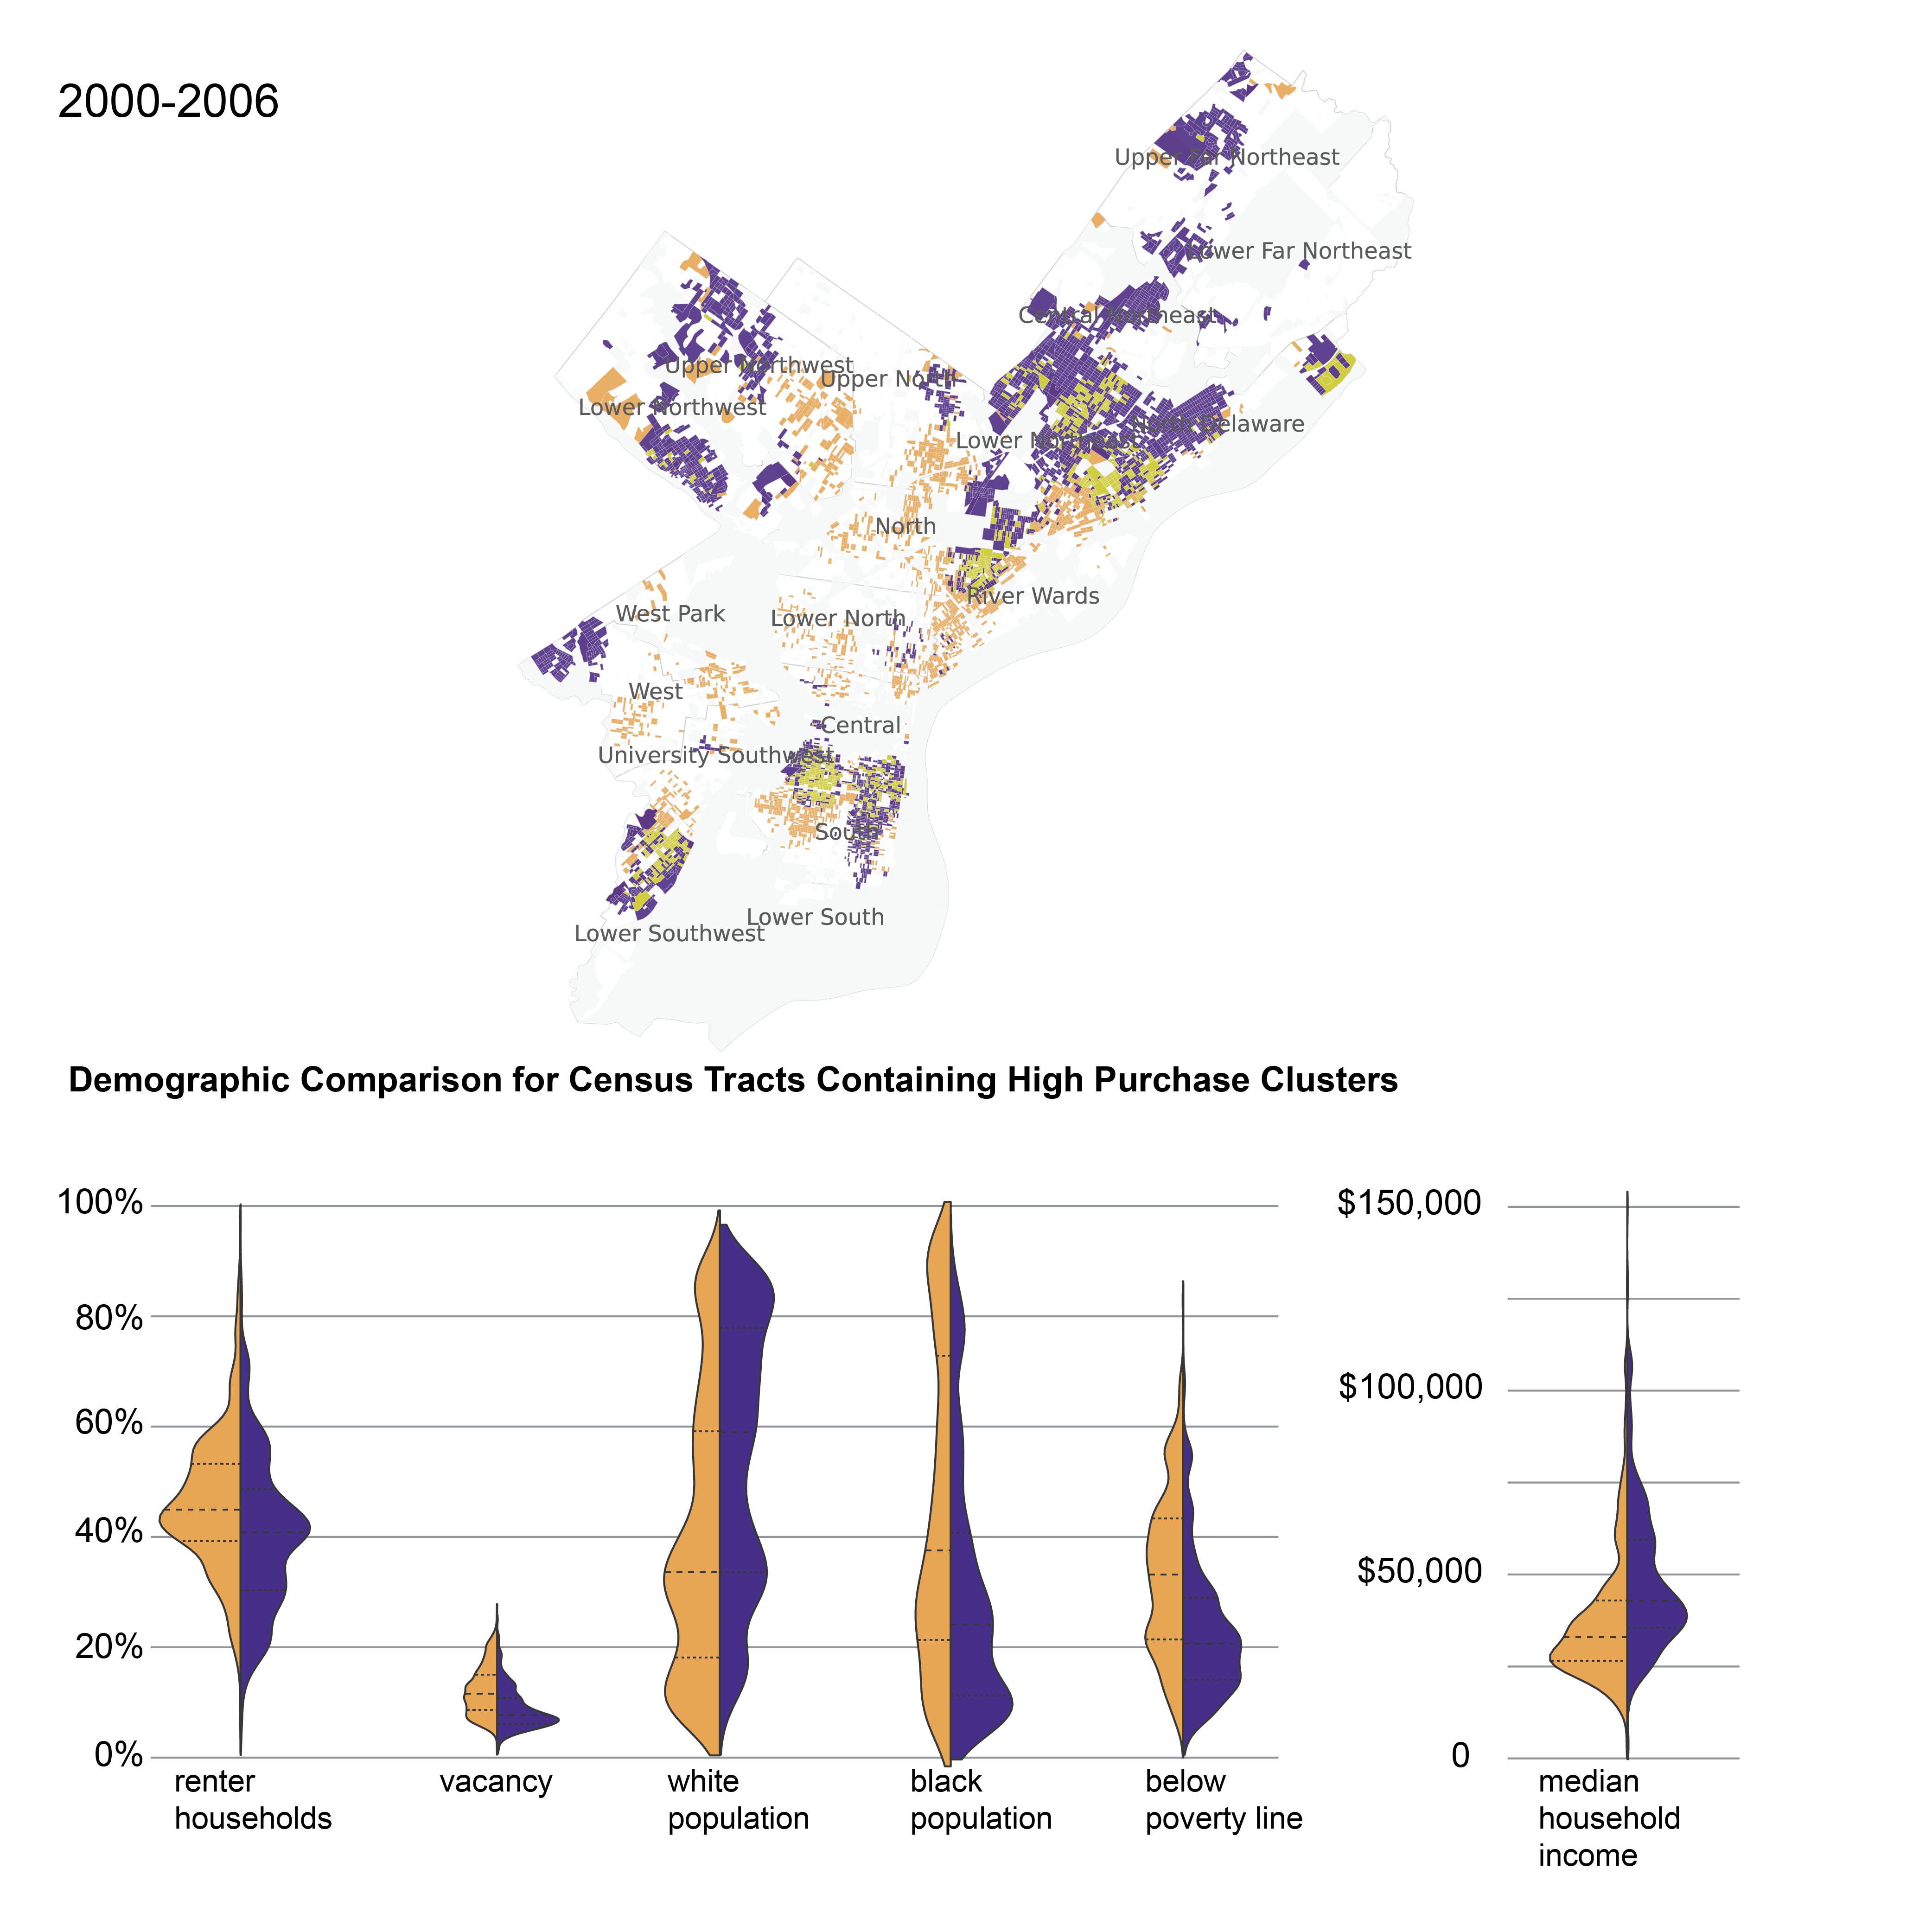 2000-2006
Upper Far Northeast
Lower Far Northeast
Central Northeast
Upper Northwest
Upper North
Lower Northwest
North Delaware
Lower Northeast
North
River Wards
West Park
Lower North
West
Central
University Southwest
South
Lower South
Lower Southwest
Demographic Comparison for Census Tracts Containing High Purchase Clusters
100%
80%
60%
40%
20%
0%
$150,000
$100,000
$50,000
0
renter
households
vacancy
white
population
black
population
below
poverty line
median
household
income